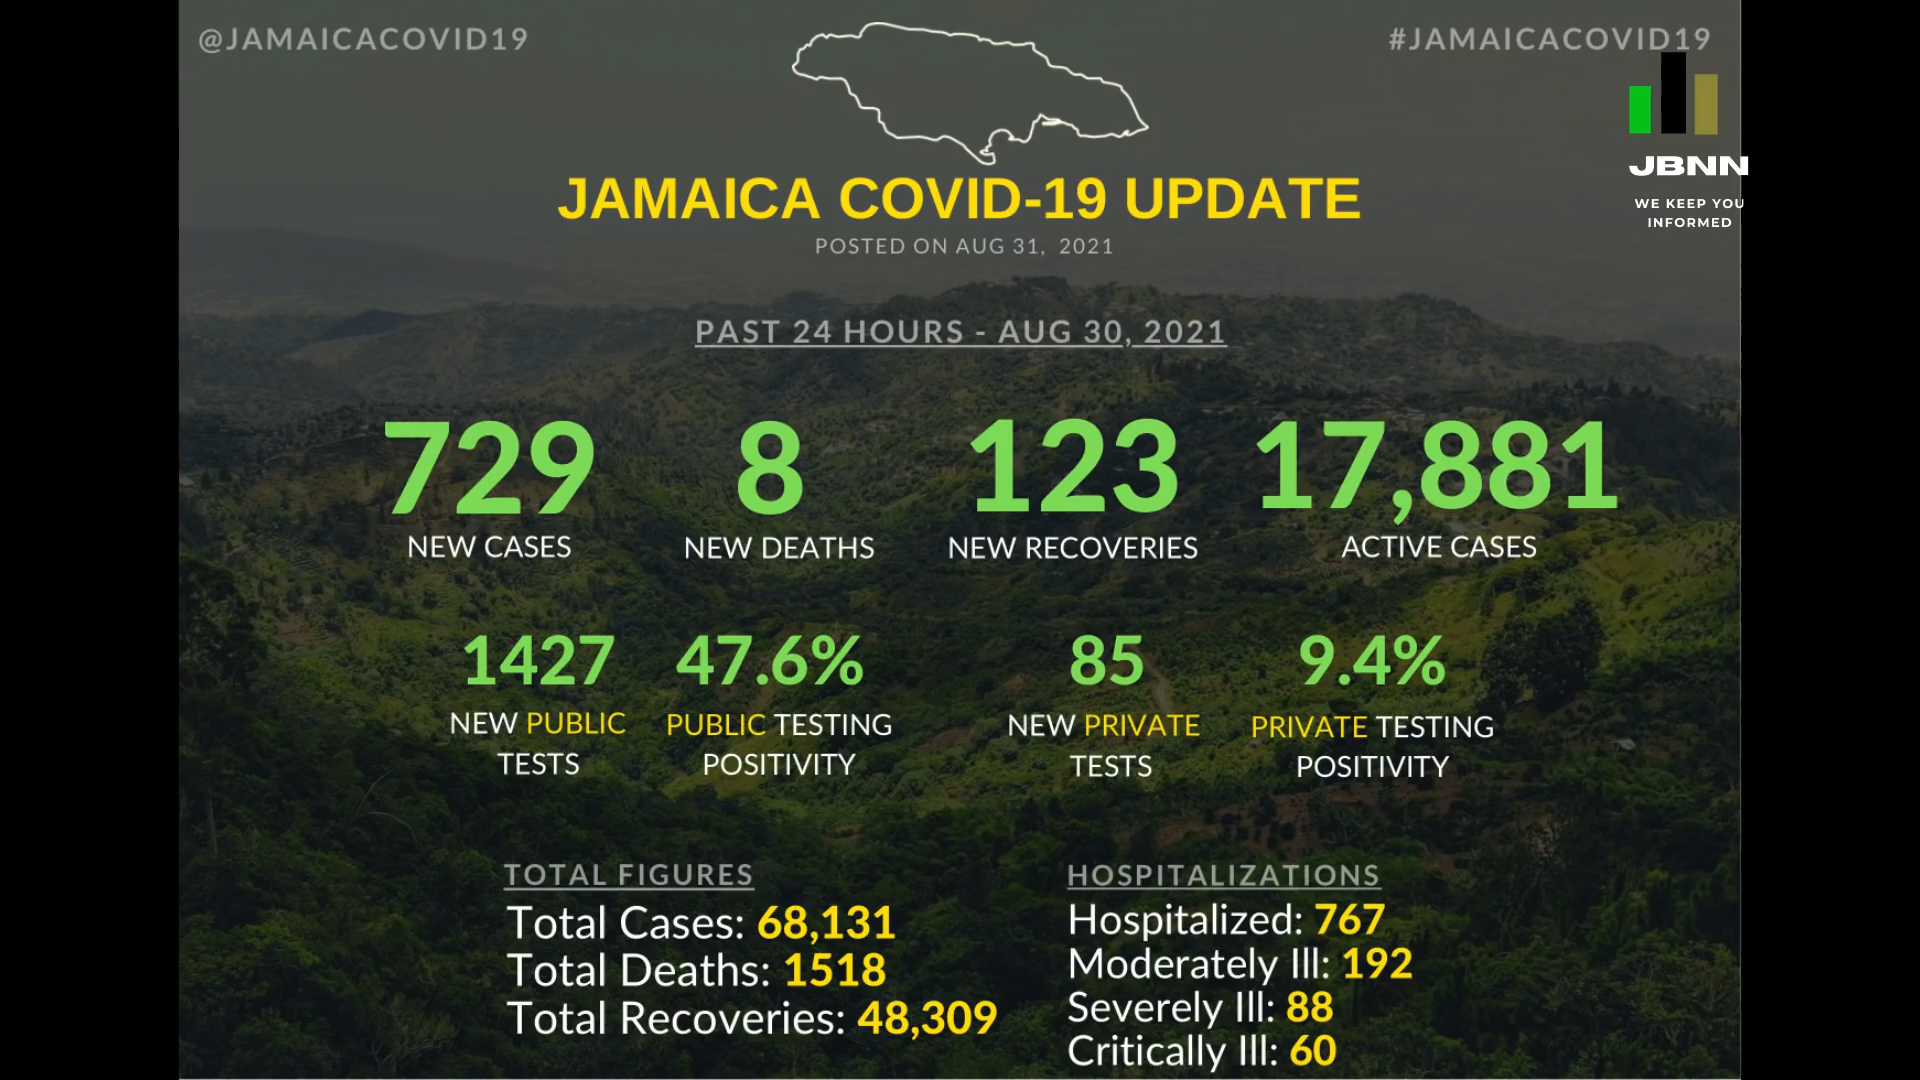 @JAMAICACOVID19
#JAMAICACOVID19
JBNN
WE KEEP YOU
INFORMED
JAMAICA COVID-19 UPDATE
POSTED ON AUG 31, 2021
PAST 24 HOURS - AUG 30, 2021
729 8 123 17,881
NEW CASES NEW DEATHS NEW RECOVERIES ACTIVE CASES
1427 47.6% 85 9.4%
NEW PUBLIC PUBLIC TESTING NEW PRIVATE PRIVATE TESTING
TESTS POSITIVITY TESTS POSITIVITY
TOTAL FIGURES
Total Cases: 68,131
Total Deaths: 1518
Total Recoveries: 48,309
HOSPITALIZATIONS
Hospitalized: 767
Moderately Ill: 192
Severely Ill: 88
Critically Ill: 60